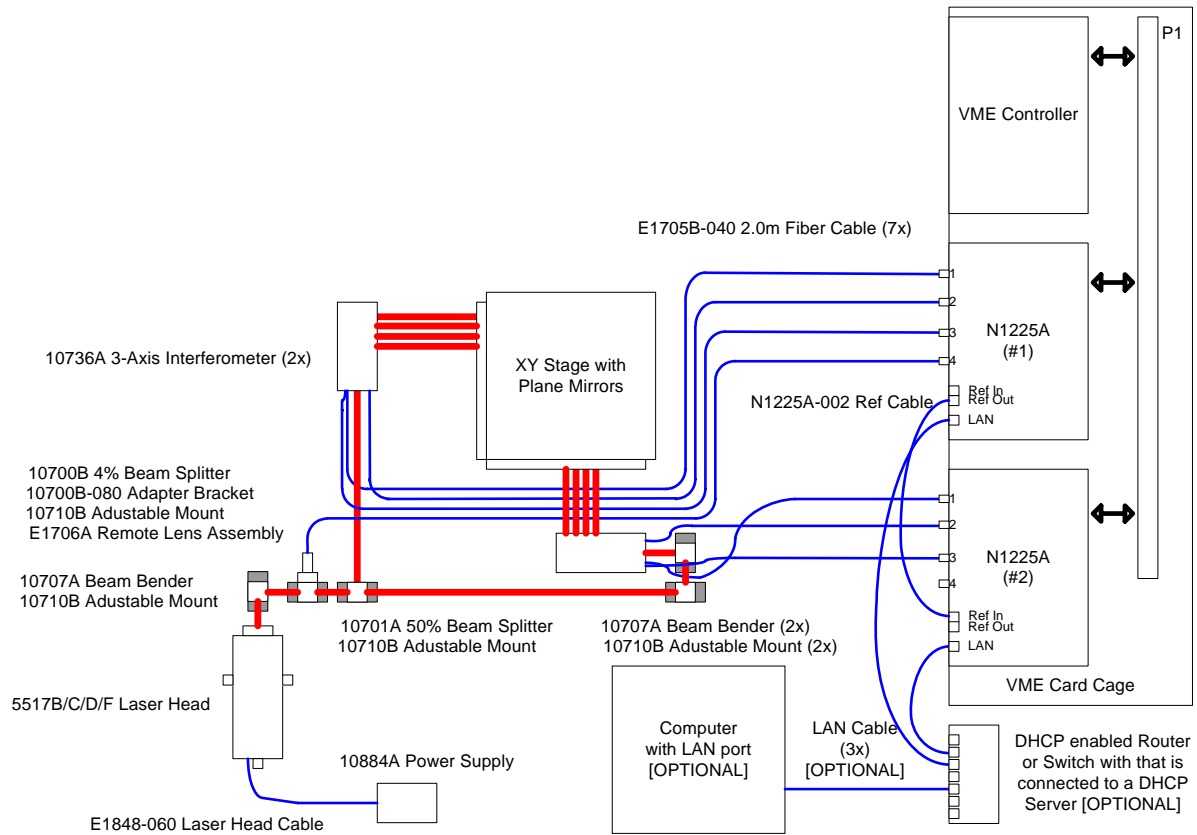 P1
VME Controller
E1705B-040 2.0m Fiber Cable (7x)
1
2
3
4
N1225A
(#1)
Ref In
Ref Out
LAN
10736A 3-Axis Interferometer (2x)
XY Stage with
Plane Mirrors
N1225A-002 Ref Cable
10700B 4% Beam Splitter
10700B-080 Adapter Bracket
10710B Adustable Mount
E1706A Remote Lens Assembly
1
2
3
4
N1225A
(#2)
Ref In
Ref Out
LAN
10707A Beam Bender
10710B Adustable Mount
10701A 50% Beam Splitter
10710B Adustable Mount
10707A Beam Bender (2x)
10710B Adustable Mount (2x)
VME Card Cage
5517B/C/D/F Laser Head
10884A Power Supply
E1848-060 Laser Head Cable
Computer
with LAN port
[OPTIONAL]
LAN Cable
(3x)
[OPTIONAL]
DHCP enabled Router
or Switch with that is
connected to a DHCP
Server [OPTIONAL]